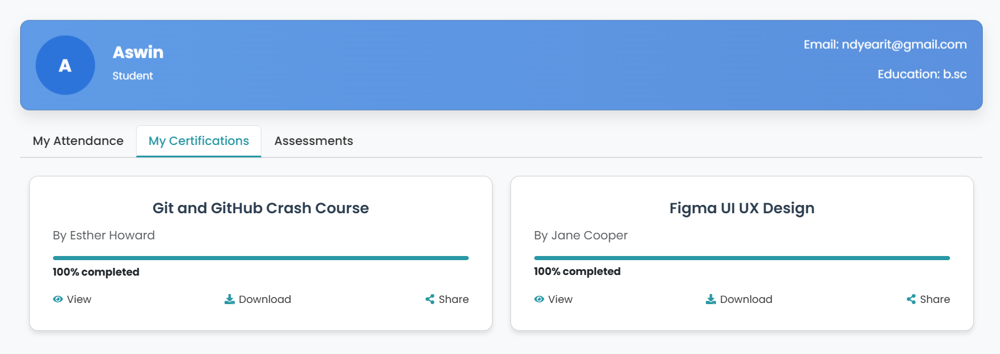 A
Aswin
Student
Email: ndyearit@gmail.com
Education: b.sc
My Attendance
My Certifications
Assessments
Git and GitHub Crash Course
By Esther Howard
100% completed
View
Download
Share
Figma UI UX Design
By Jane Cooper
100% completed
View
Download
Share